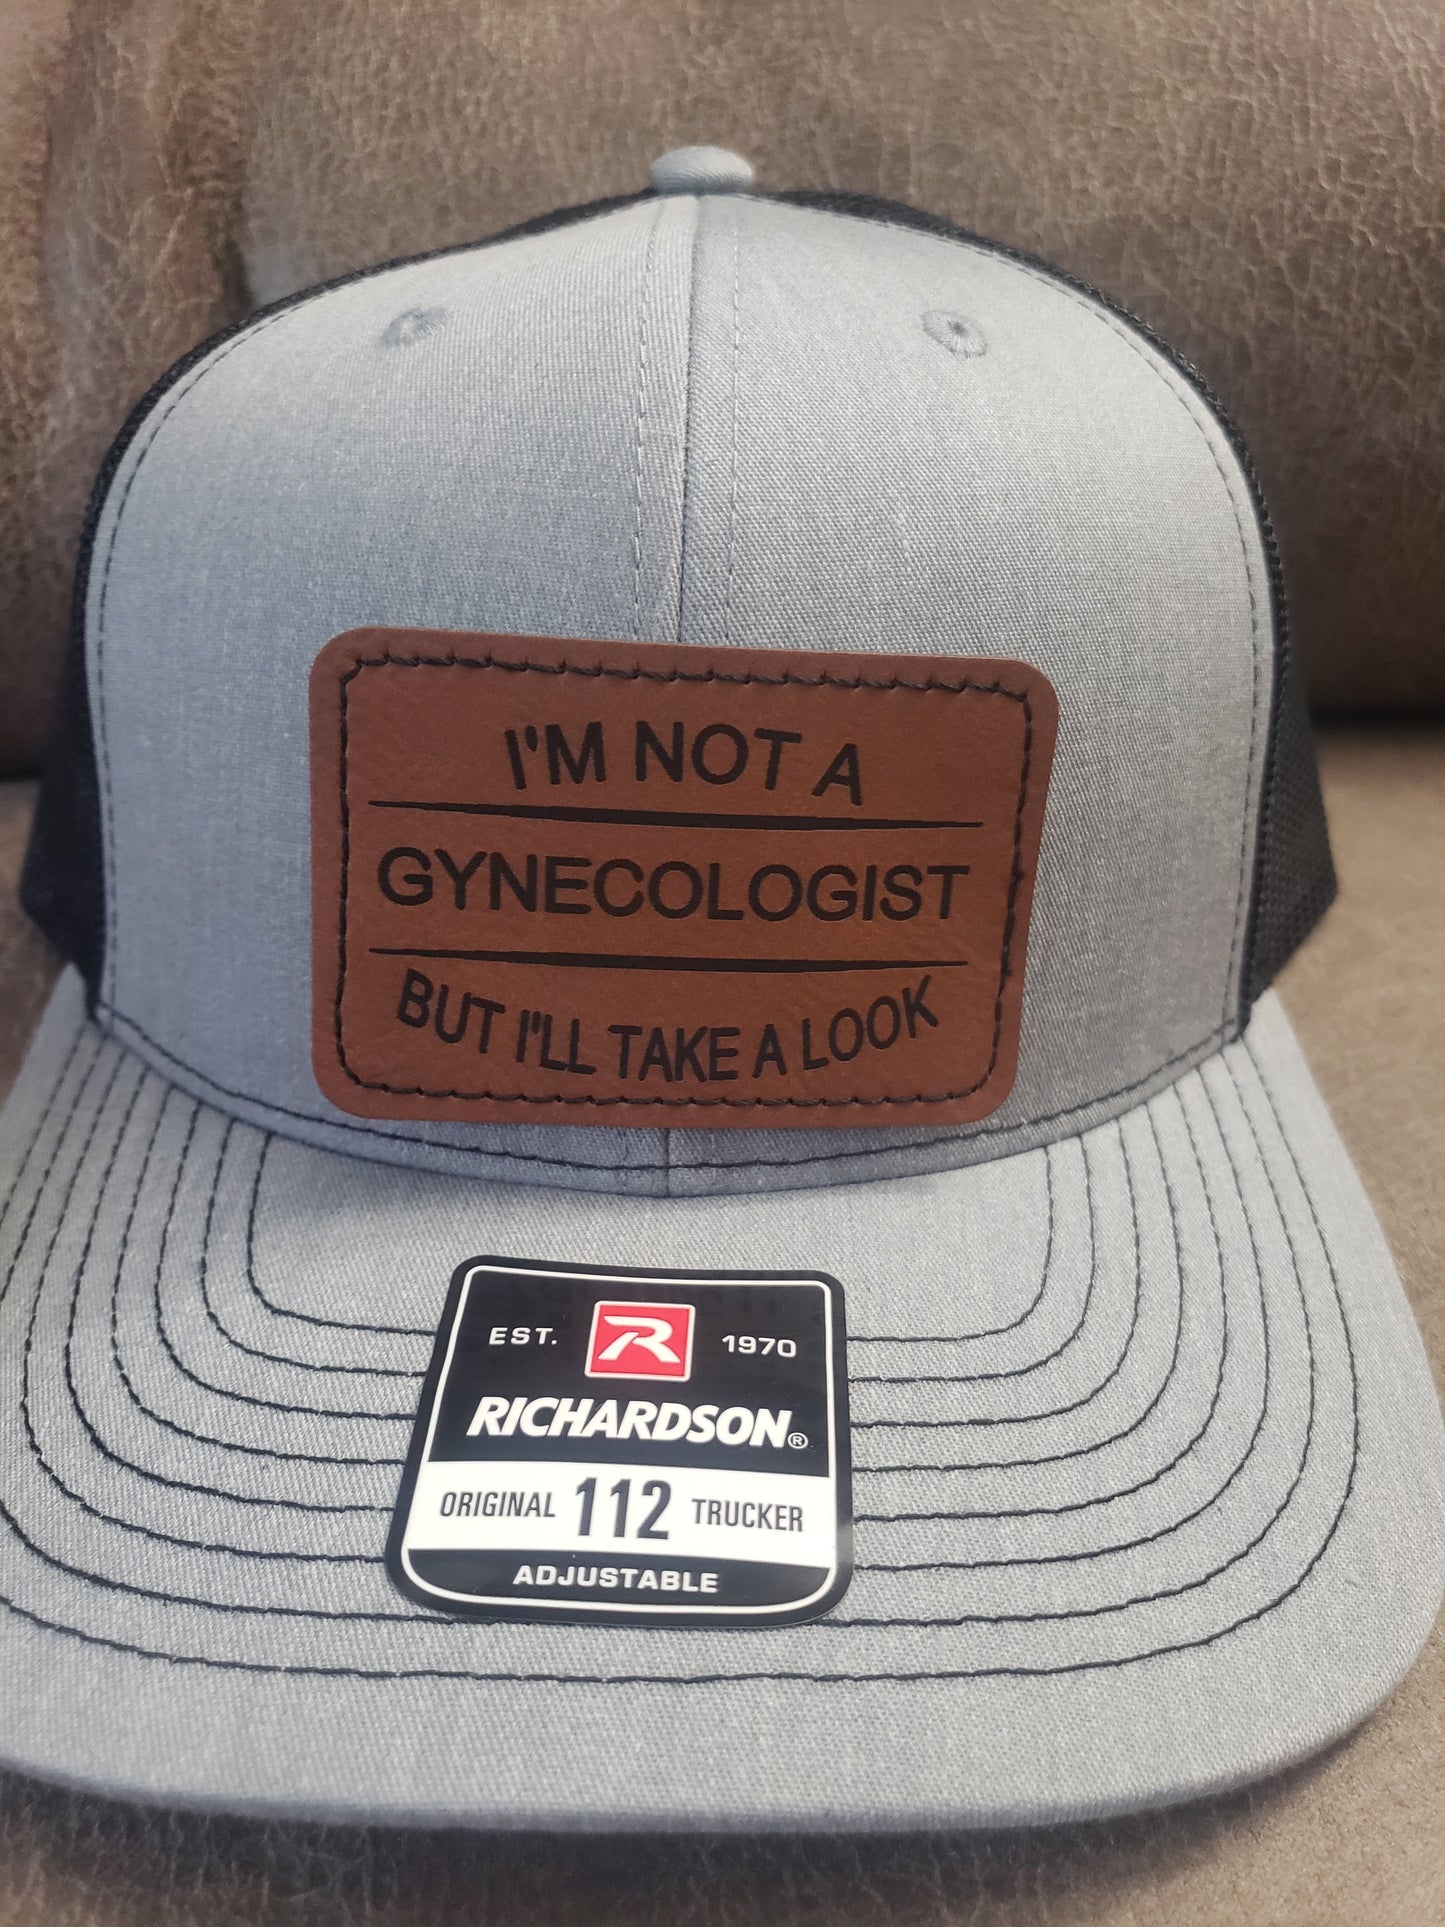 I'M NOT A
GYNECOLOGIST
BUT I'LL TAKE A LOOK
EST. R 1970
RICHARDSON®
ORIGINAL 112 TRUCKER
ADJUSTABLE